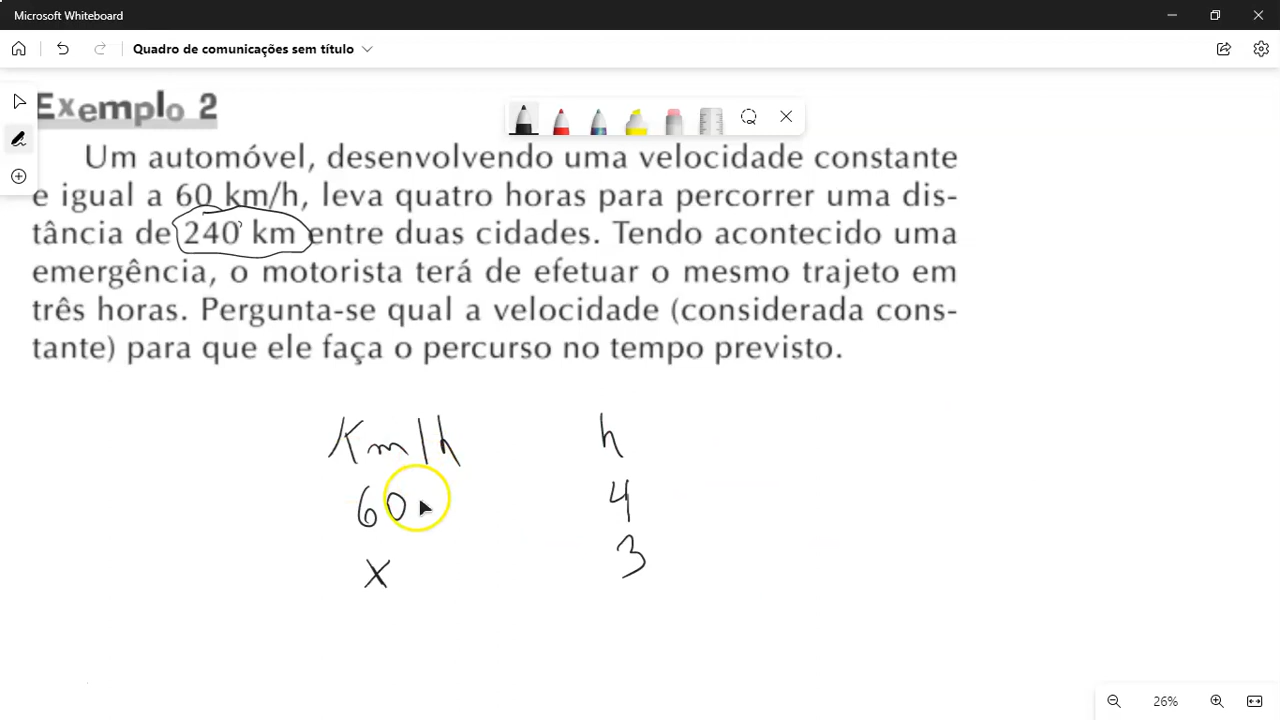 Microsoft Whiteboard
Quadro de comunicações sem título
Exemplo 2
Um automóvel, desenvolvendo uma velocidade constante
e igual a 60 km/h, leva quatro horas para percorrer uma dis-
tância de 240 km entre duas cidades. Tendo acontecido uma
emergência, o motorista terá de efetuar o mesmo trajeto em
três horas. Pergunta-se qual a velocidade (considerada cons-
tante) para que ele faça o percurso no tempo previsto.
Km/h h
60 4
x 3
26%